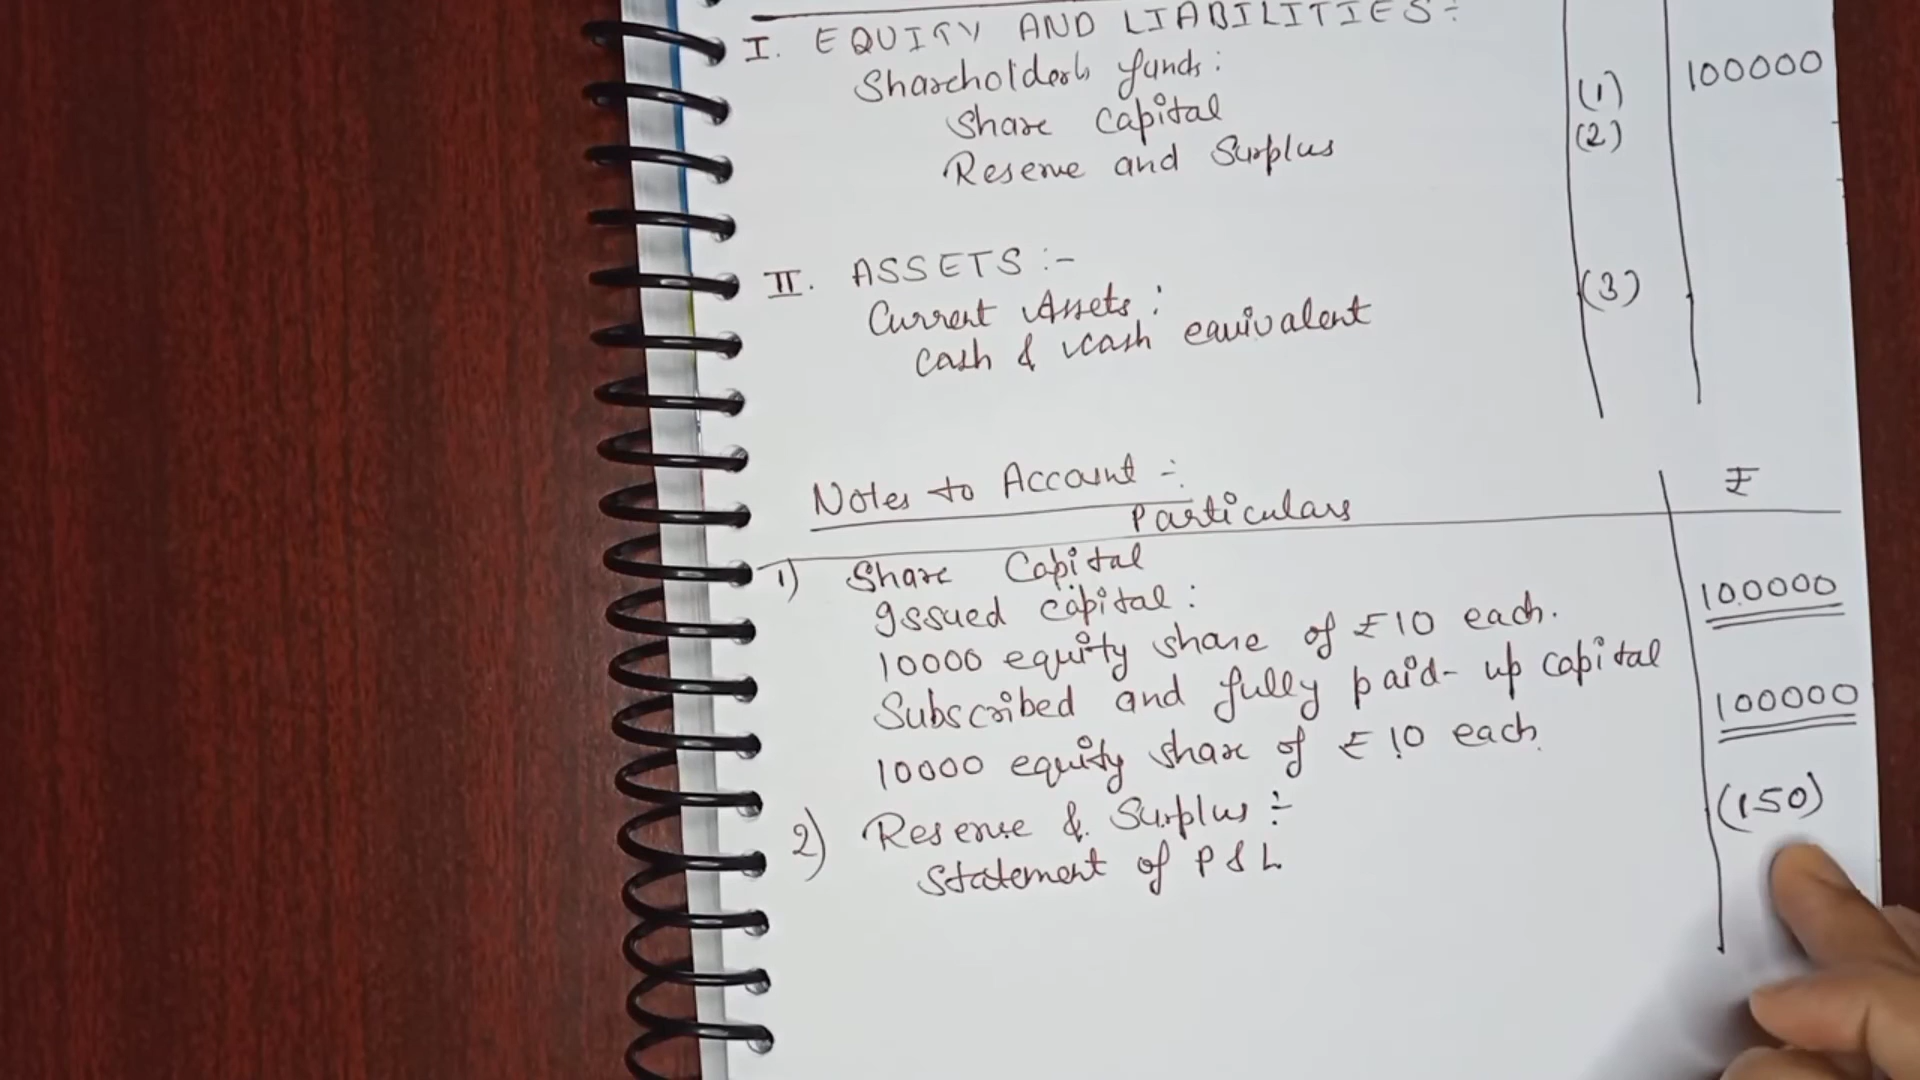 I. EQUITY AND LIABILITIES :-
Shareholders funds :
Share Capital (1) 100000
Reserve and Surplus (2)
II. ASSETS :-
Current Assets :
Cash & cash equivalent (3)
Notes to Account :-
Particulars ₹
1) Share Capital
Issued capital :
10000 equity share of ₹10 each. 100000
Subscribed and fully paid-up capital
10000 equity share of ₹10 each. 100000
2) Reserve & Surplus :-
Statement of P & L (150)